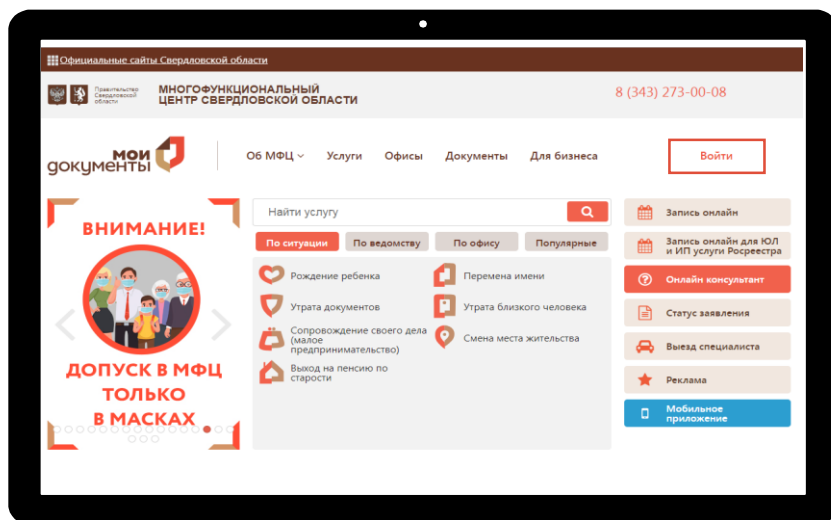 Официальные сайты Свердловской области
Правительство
Свердловской
области
МНОГОФУНКЦИОНАЛЬНЫЙ
ЦЕНТР СВЕРДЛОВСКОЙ ОБЛАСТИ
8 (343) 273-00-08
мои
документы
Об МФЦ
Услуги
Офисы
Документы
Для бизнеса
Войти
ВНИМАНИЕ!
ДОПУСК В МФЦ
ТОЛЬКО
В МАСКАХ
Найти услугу
По ситуации
По ведомству
По офису
Популярные
Рождение ребенка
Перемена имени
Утрата документов
Утрата близкого человека
Сопровождение своего дела
(малое
предпринимательство)
Смена места жительства
Выход на пенсию по
старости
Запись онлайн
Запись онлайн для ЮЛ
и ИП услуги Росреестра
Онлайн консультант
Статус заявления
Выезд специалиста
Реклама
Мобильное
приложение